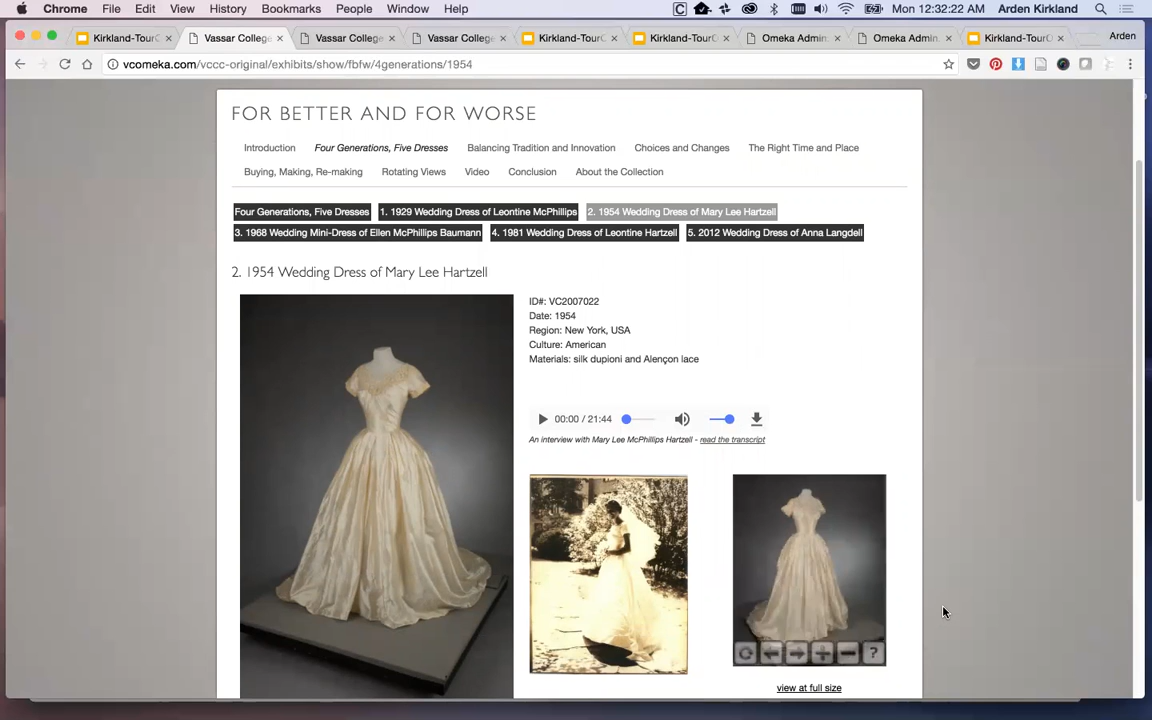 Chrome File Edit View History Bookmarks People Window Help Mon 12:32:22 AM Arden Kirkland
Kirkland-TourC Vassar College Vassar College Vassar College Kirkland-TourC Kirkland-TourC Omeka Admin: Omeka Admin: Kirkland-TourC Arden
vcomeka.com/vccc-original/exhibits/show/fbfw/4generations/1954
FOR BETTER AND FOR WORSE
Introduction Four Generations, Five Dresses Balancing Tradition and Innovation Choices and Changes The Right Time and Place
Buying, Making, Re-making Rotating Views Video Conclusion About the Collection
Four Generations, Five Dresses 1. 1929 Wedding Dress of Leontine McPhillips 2. 1954 Wedding Dress of Mary Lee Hartzell
3. 1968 Wedding Mini-Dress of Ellen McPhillips Baumann 4. 1981 Wedding Dress of Leontine Hartzell 5. 2012 Wedding Dress of Anna Langdell
2. 1954 Wedding Dress of Mary Lee Hartzell
ID#: VC2007022
Date: 1954
Region: New York, USA
Culture: American
Materials: silk dupioni and Alençon lace
00:00 / 21:44
An interview with Mary Lee McPhillips Hartzell - read the transcript
?
view at full size